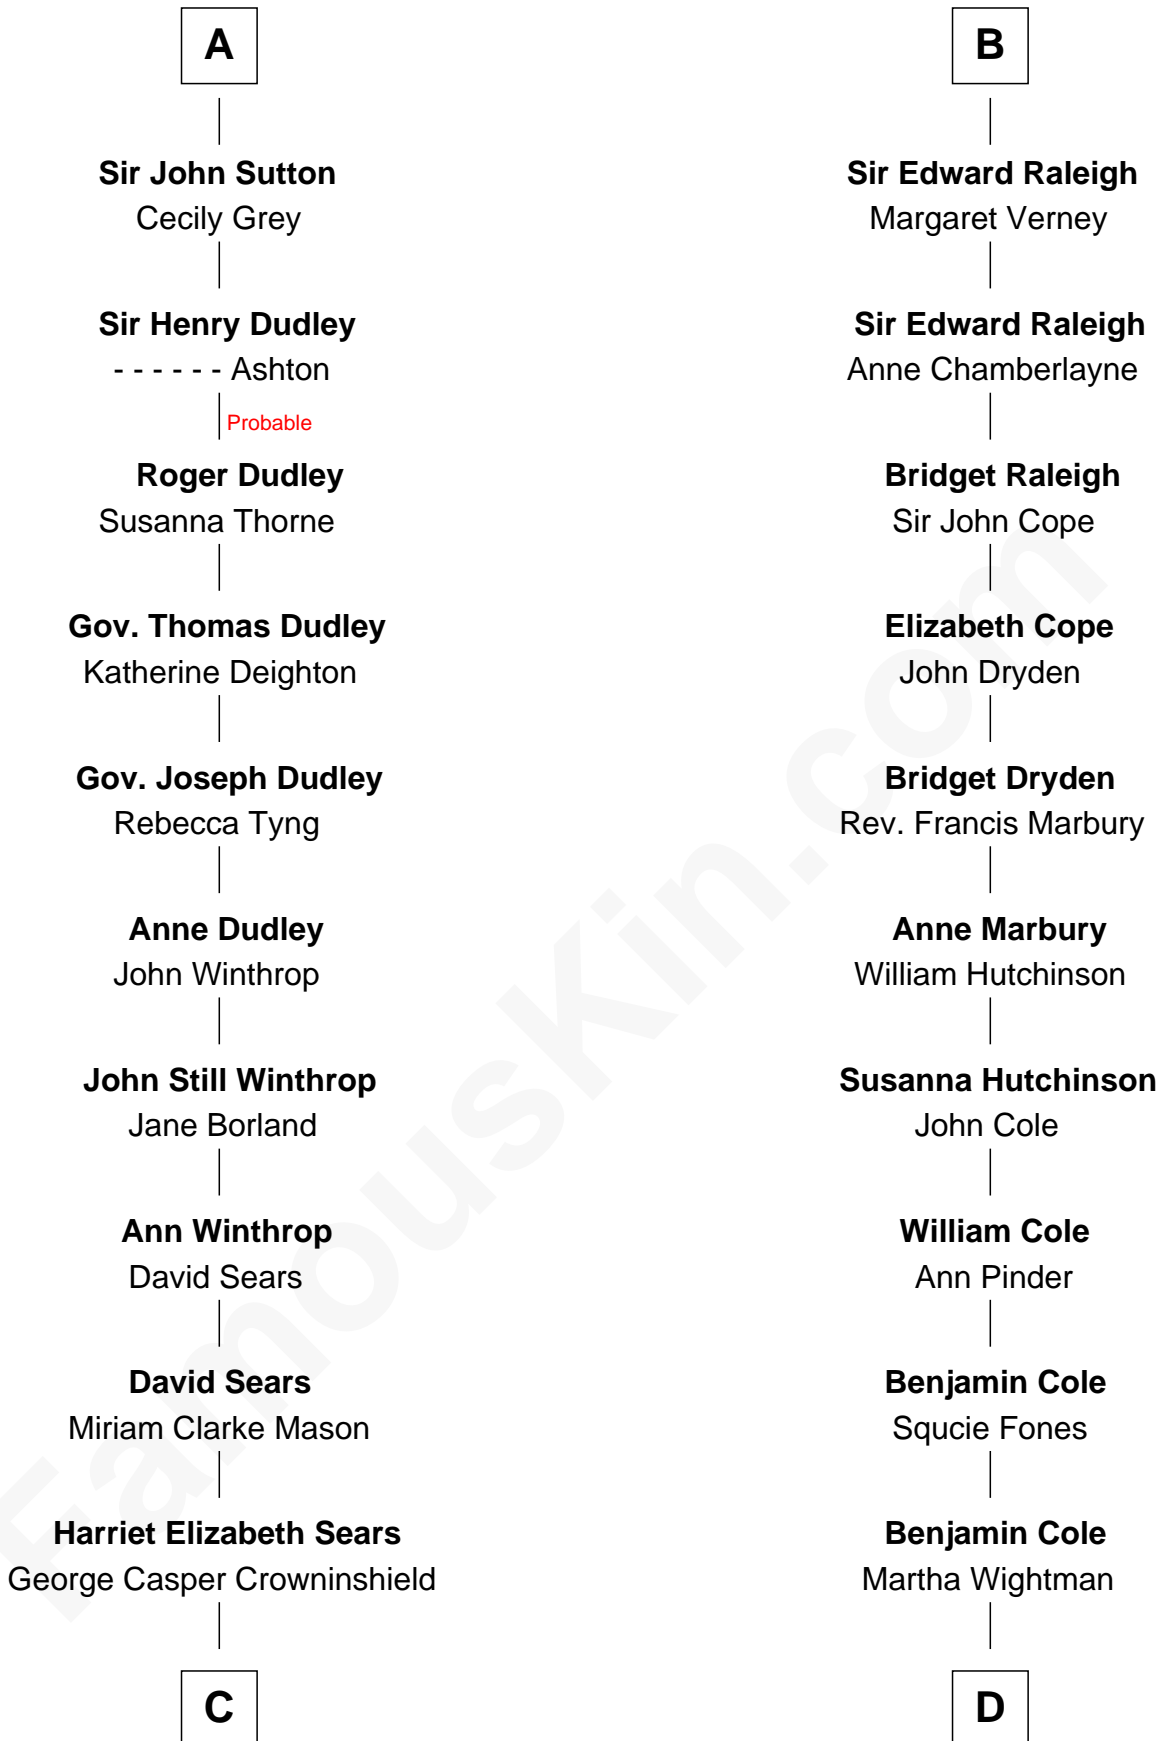 A
Sir John Sutton
Cecily Grey
Sir Henry Dudley
- - - - - - Ashton
Probable
Roger Dudley
Susanna Thorne
Gov. Thomas Dudley
Katherine Deighton
Gov. Joseph Dudley
Rebecca Tyng
Anne Dudley
John Winthrop
John Still Winthrop
Jane Borland
Ann Winthrop
David Sears
David Sears
Miriam Clarke Mason
Harriet Elizabeth Sears
George Casper Crowninshield
C
B
Sir Edward Raleigh
Margaret Verney
Sir Edward Raleigh
Anne Chamberlayne
Bridget Raleigh
Sir John Cope
Elizabeth Cope
John Dryden
Bridget Dryden
Rev. Francis Marbury
Anne Marbury
William Hutchinson
Susanna Hutchinson
John Cole
William Cole
Ann Pinder
Benjamin Cole
Squcie Fones
Benjamin Cole
Martha Wightman
D
FamousKin.com